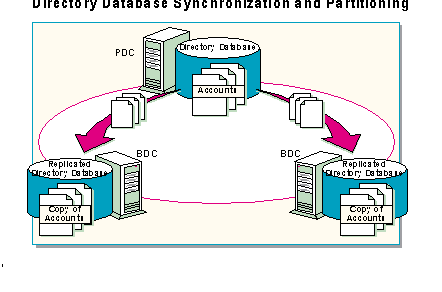 Directory Database Synchronization and Partitioning
PDC
Directory Database
Accounts
BDC
BDC
Replicated
Directory Database
Copy of
Accounts
Replicated
Directory Database
Copy of
Accounts